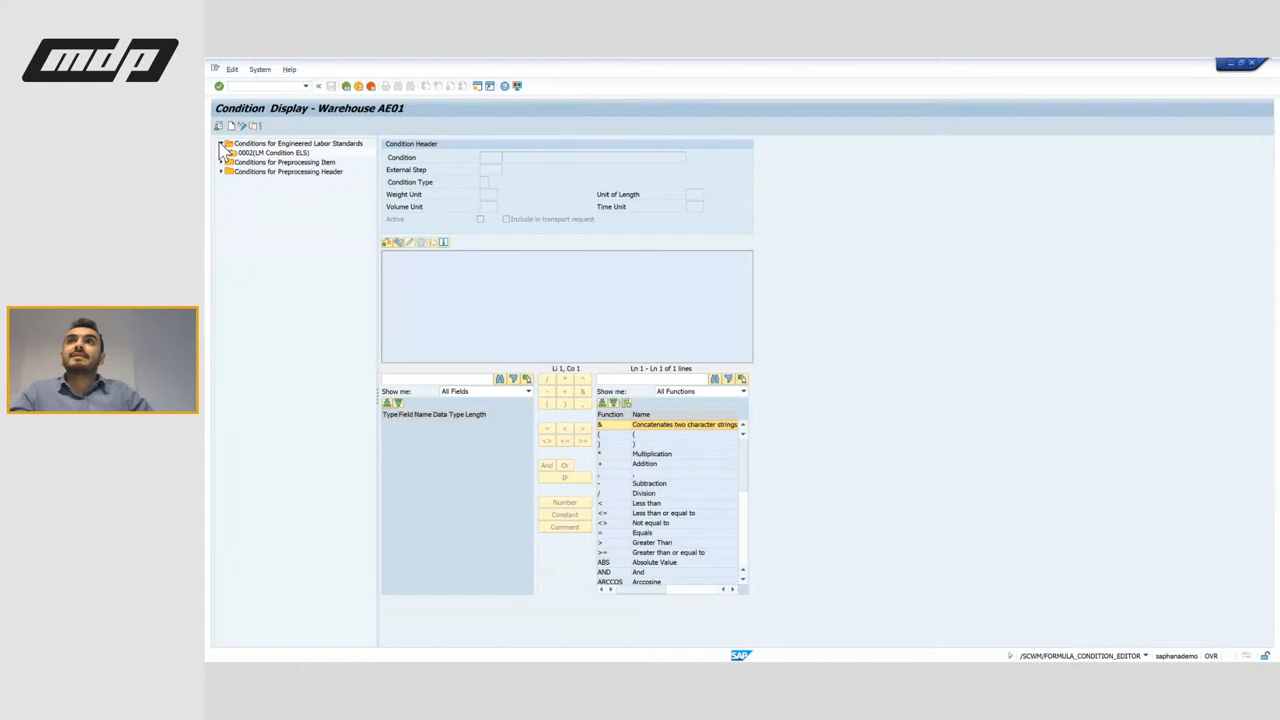 mdp
Edit System Help
Condition Display - Warehouse AE01
Conditions for Engineered Labor Standards
0002(LM Condition ELS)
Conditions for Preprocessing Item
Conditions for Preprocessing Header
Condition Header
Condition
External Step
Condition Type
Weight Unit Unit of Length
Volume Unit Time Unit
Active Include in transport request
Li 1, Co 1 Ln 1 - Ln 1 of 1 lines
Show me: All Fields
Type Field Name Data Type Length
/ * ^
- + &
( ) ,
= < >
<> <= >=
And Or
IF
Number
Constant
Comment
Show me: All Functions
Function Name
& Concatenates two character strings
( (
) )
* Multiplication
+ Addition
, ,
- Subtraction
/ Division
< Less than
<= Less than or equal to
<> Not equal to
= Equals
> Greater Than
>= Greater than or equal to
ABS Absolute Value
AND And
ARCCOS Arccosine
SAP
/SCWM/FORMULA_CONDITION_EDITOR saphanademo OVR